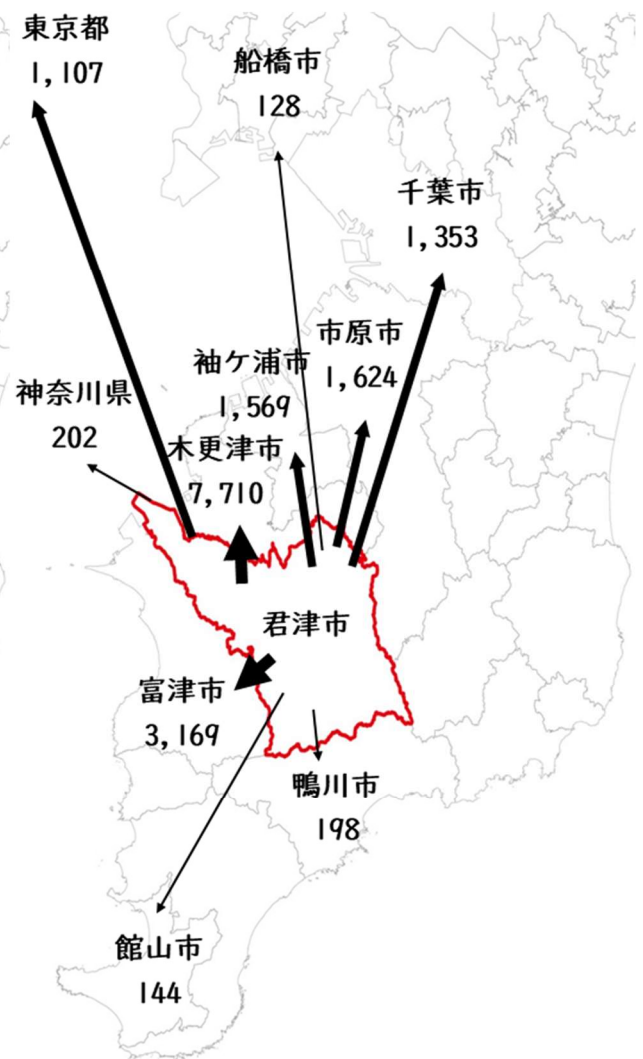 東京都
1,107
船橋市
128
千葉市
1,353
市原市
1,624
袖ケ浦市
1,569
神奈川県
202
木更津市
7,710
君津市
富津市
3,169
鴨川市
198
館山市
144